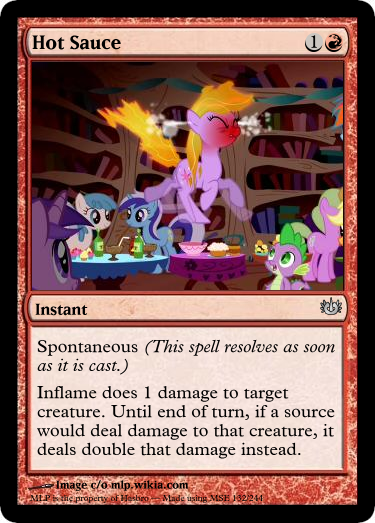 Hot Sauce 1
Instant
Spontaneous (This spell resolves as soon
as it is cast.)
Inflame does 1 damage to target
creature. Until end of turn, if a source
would deal damage to that creature, it
deals double that damage instead.
Image c/o mlp.wikia.com
MLP is the property of Hasbro — Made using MSE 132/244